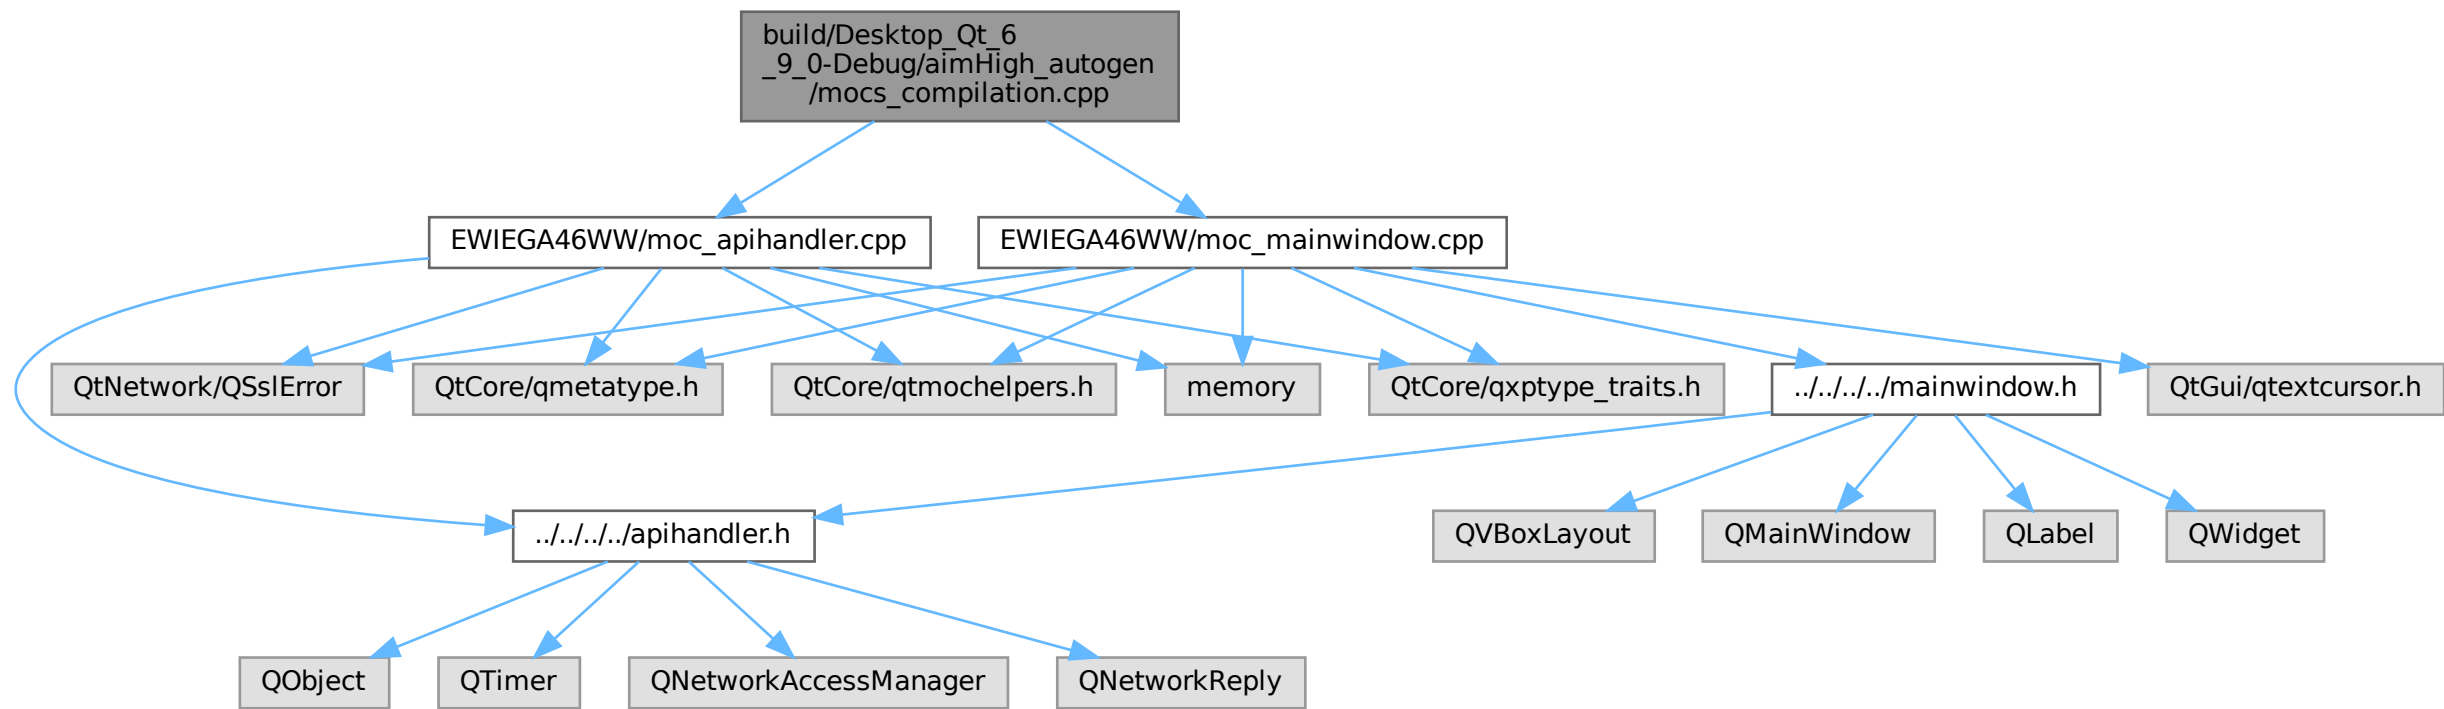 build/Desktop_Qt_6
_9_0-Debug/aimHigh_autogen
/mocs_compilation.cpp
EWIEGA46WW/moc_apihandler.cpp
EWIEGA46WW/moc_mainwindow.cpp
QtNetwork/QSslError
QtCore/qmetatype.h
QtCore/qtmochelpers.h
memory
QtCore/qxptype_traits.h
../../../../mainwindow.h
QtGui/qtextcursor.h
../../../../apihandler.h
QVBoxLayout
QMainWindow
QLabel
QWidget
QObject
QTimer
QNetworkAccessManager
QNetworkReply